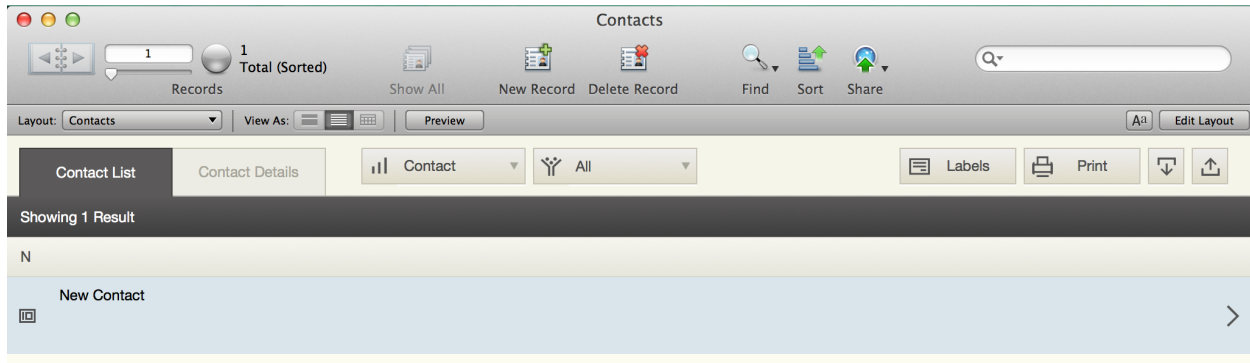 Contacts
1
1
Total (Sorted)
Records
Show All
New Record
Delete Record
Find
Sort
Share
Layout: Contacts
View As:
Preview
Aa
Edit Layout
Contact List
Contact Details
Contact
All
Labels
Print
Showing 1 Result
N
New Contact